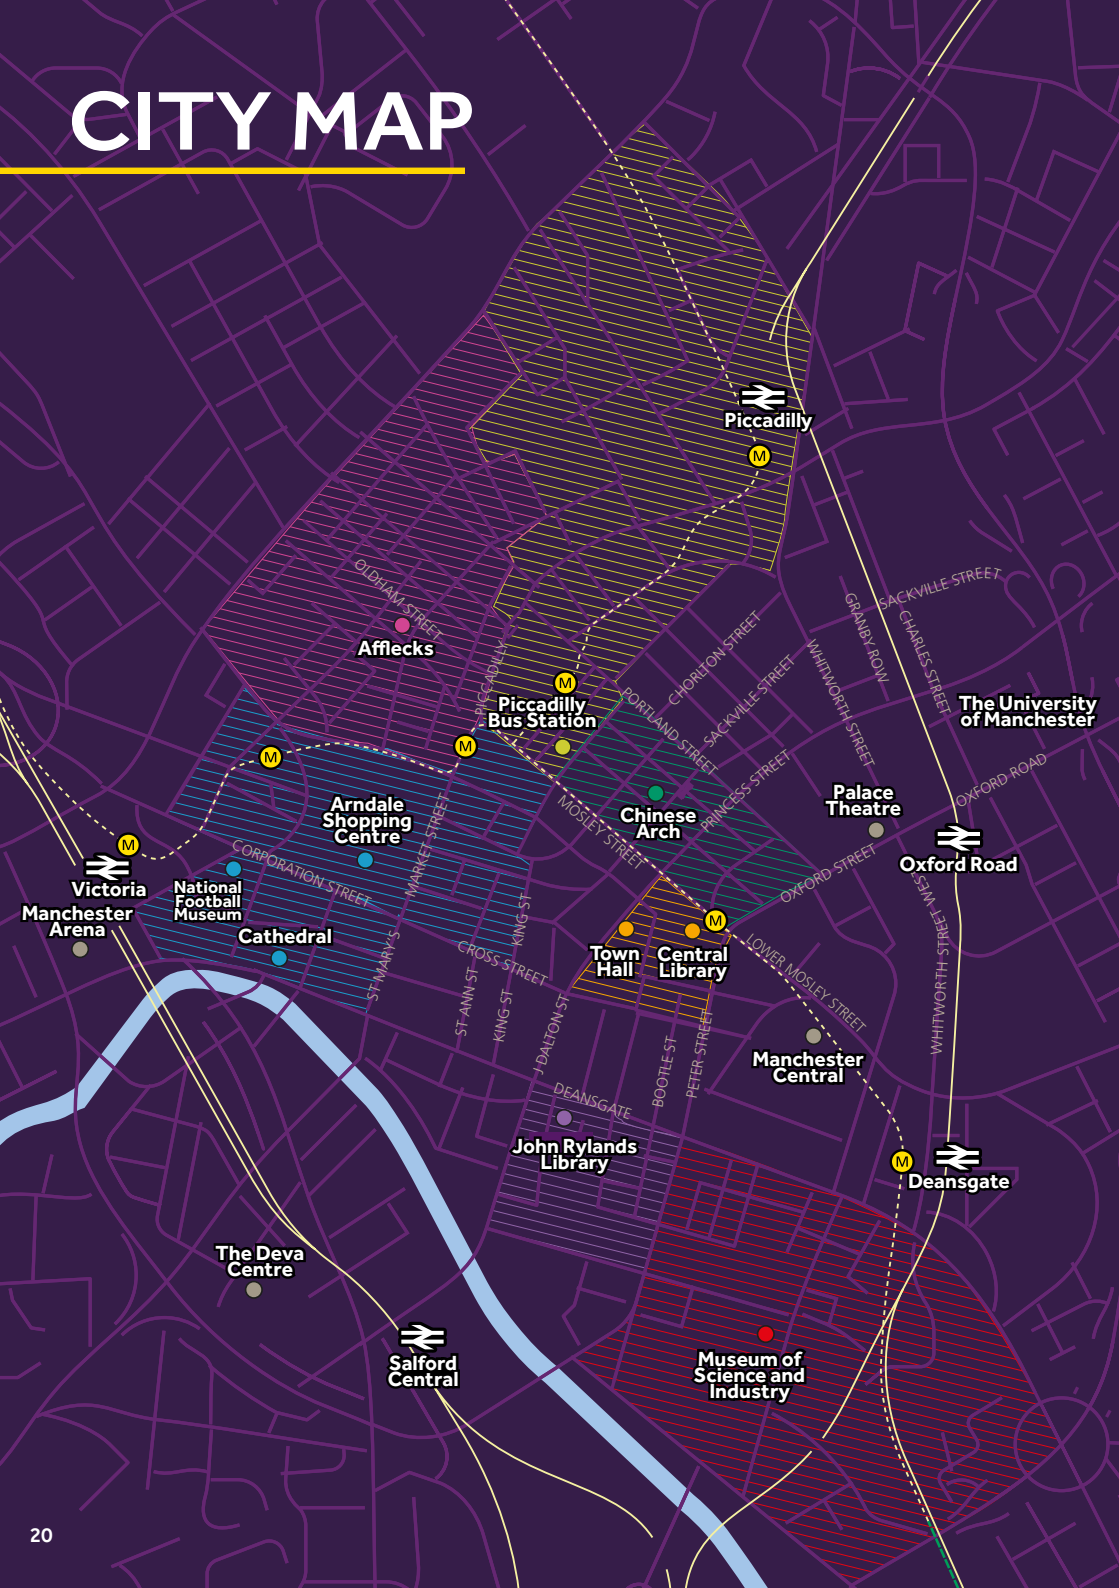 CITY MAP
Piccadilly
M
OLDHAM STREET
Afflecks
SACKVILLE STREET
GRANBY ROW
CHARLES STREET
CHORLTON STREET
WHITWORTH STREET
SACKVILLE STREET
PICCADILLY
M
Piccadilly
Bus Station
PORTLAND STREET
The University
of Manchester
M
M
PRINCESS STREET
OXFORD ROAD
Arndale
Shopping
Centre
MARKET STREET
MOSLEY STREET
Chinese
Arch
Palace
Theatre
M
Victoria
CORPORATION STREET
National
Football
Museum
OXFORD STREET
Oxford Road
Manchester
Arena
Cathedral
ST MARY'S
CROSS STREET
KING ST
Town
Hall
Central
Library
M
LOWER MOSLEY STREET
WHITWORTH STREET WEST
ST ANN ST
KING ST
J DALTON ST
BOOTLE ST
PETER STREET
Manchester
Central
DEANSGATE
John Rylands
Library
M
Deansgate
The Deva
Centre
Salford
Central
Museum of
Science and
Industry
20